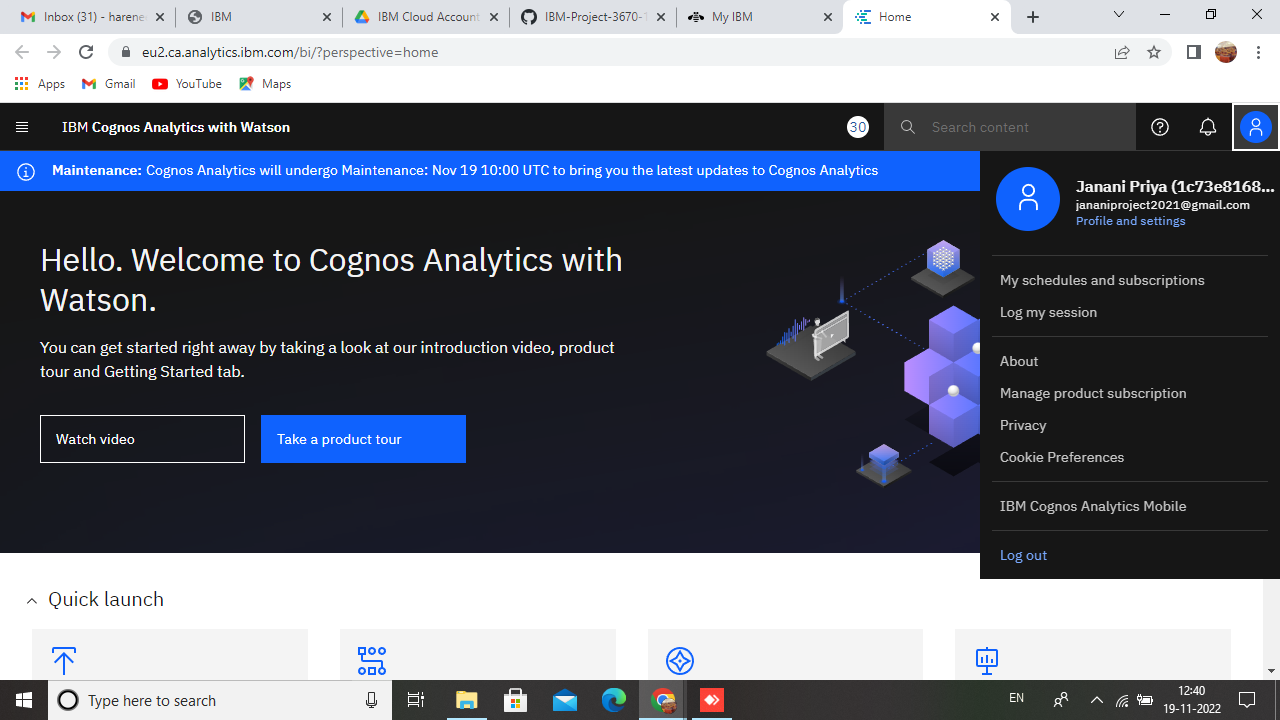 Inbox (31) - harene
IBM
IBM Cloud Account
IBM-Project-3670-1
My IBM
Home
eu2.ca.analytics.ibm.com/bi/?perspective=home
Apps
Gmail
YouTube
Maps
IBM Cognos Analytics with Watson
30
Search content
Maintenance: Cognos Analytics will undergo Maintenance: Nov 19 10:00 UTC to bring you the latest updates to Cognos Analytics
Hello. Welcome to Cognos Analytics with
Watson.
You can get started right away by taking a look at our introduction video, product
tour and Getting Started tab.
Watch video
Take a product tour
Janani Priya (1c73e8168...
jananiproject2021@gmail.com
Profile and settings
My schedules and subscriptions
Log my session
About
Manage product subscription
Privacy
Cookie Preferences
IBM Cognos Analytics Mobile
Log out
Quick launch
Type here to search
EN
12:40
19-11-2022